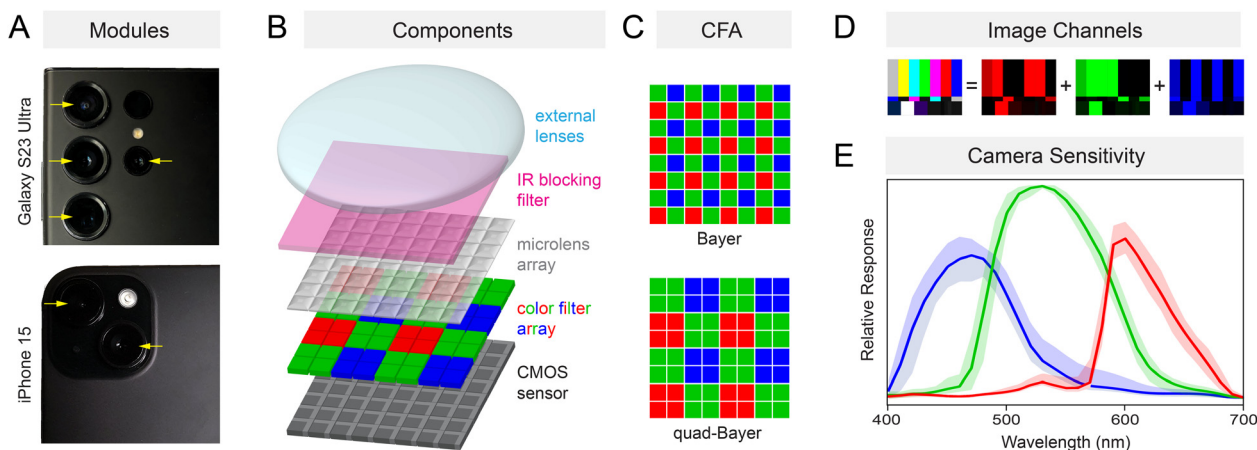 A
Modules
Galaxy S23 Ultra
iPhone 15
B
Components
external
lenses
IR blocking
filter
microlens
array
color filter
array
CMOS
sensor
C
CFA
Bayer
quad-Bayer
D
Image Channels
=
+
+
E
Camera Sensitivity
Relative Response
400
500
600
700
Wavelength (nm)